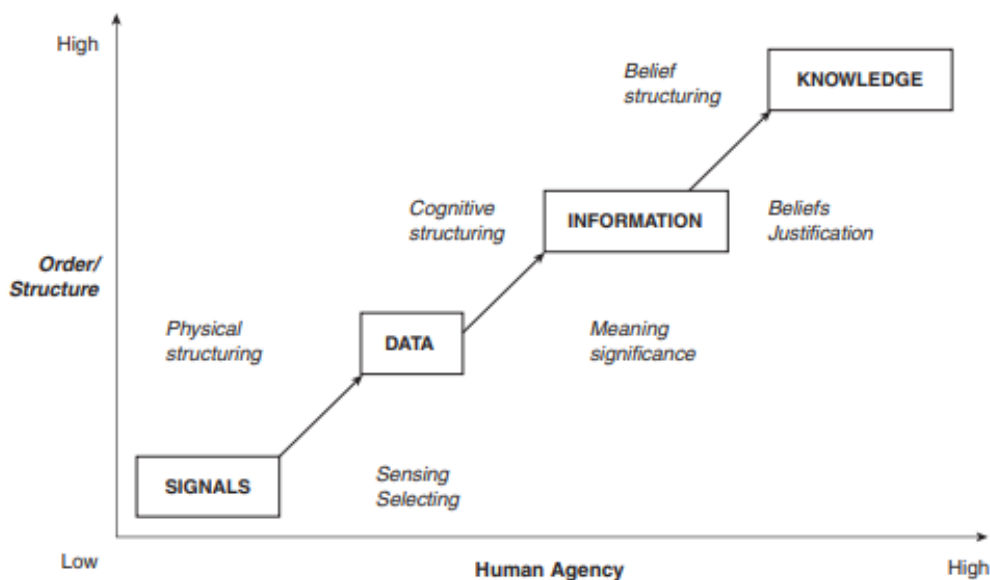 High
Belief
structuring
KNOWLEDGE
Cognitive
structuring
INFORMATION
Beliefs
Justification
Order/
Structure
Physical
structuring
DATA
Meaning
significance
SIGNALS
Sensing
Selecting
Low
Human Agency
High